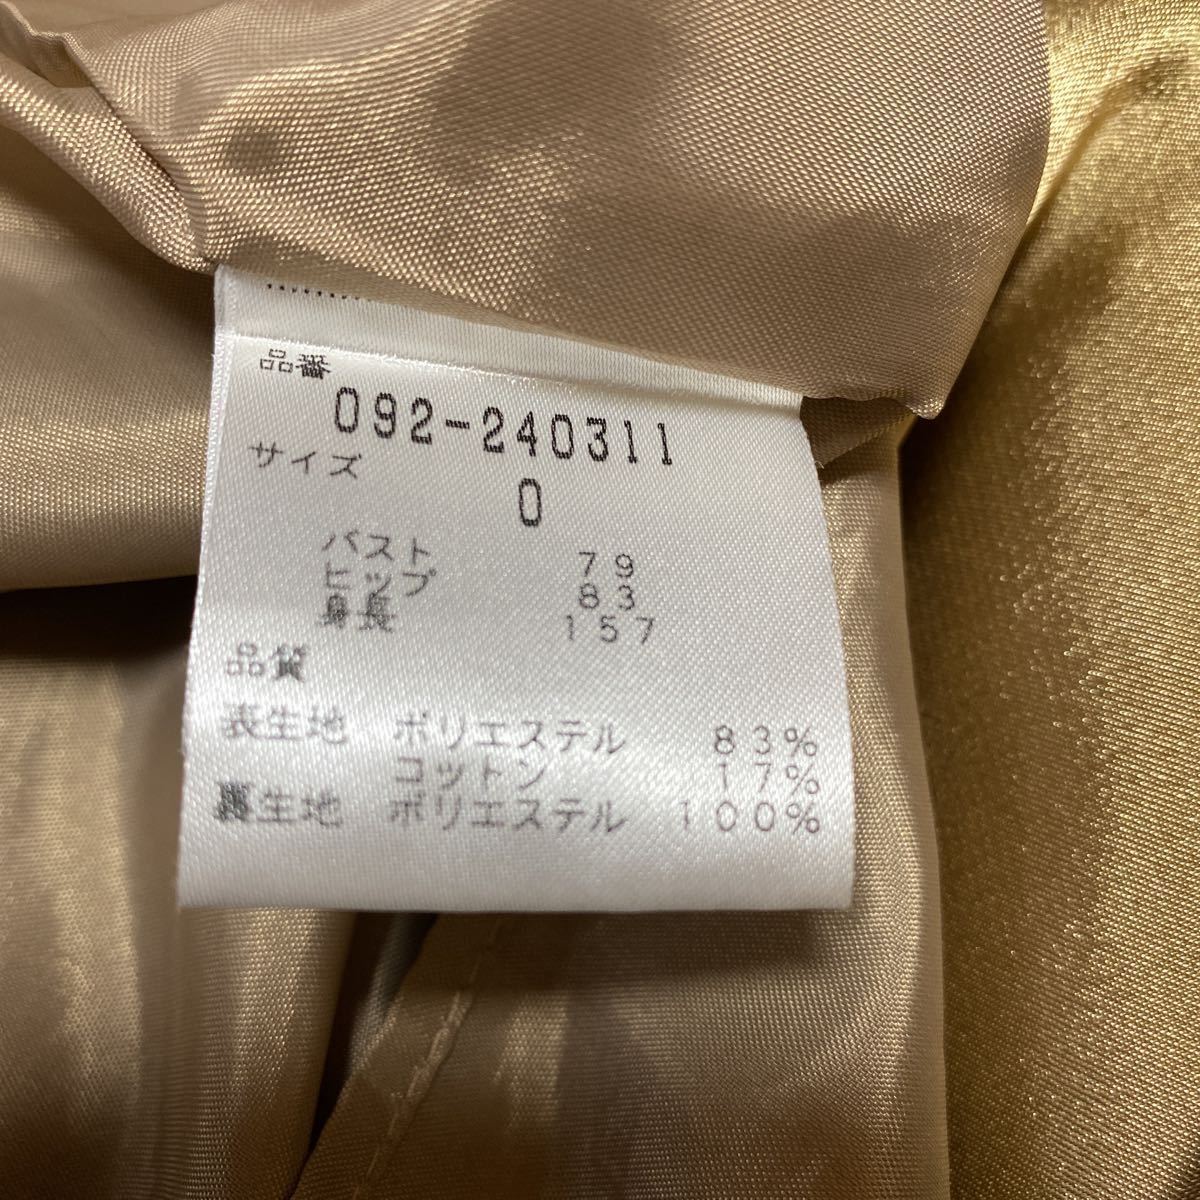 品番
092-240311
サイズ
0
バスト 79
ヒップ 83
身長 157
品質
表生地 ポリエステル 83%
コットン 17%
裏生地 ポリエステル 100%